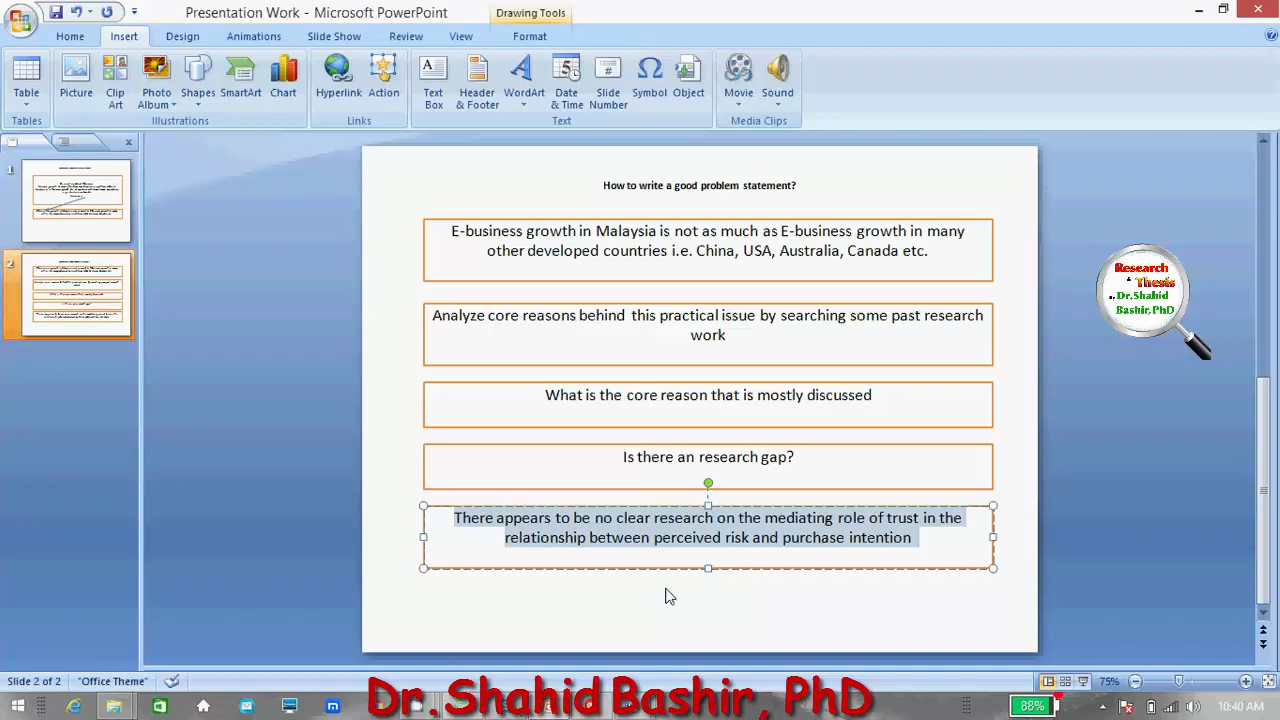 Presentation Work - Microsoft PowerPoint
Drawing Tools
Home Insert Design Animations Slide Show Review View Format
Table
Picture
Clip Art
Photo Album
Shapes
SmartArt
Chart
Hyperlink
Action
Text Box
Header & Footer
WordArt
Date & Time
Slide Number
Symbol
Object
Movie
Sound
Tables
Illustrations
Links
Text
Media Clips
1
2
How to write a good problem statement?
E-business growth in Malaysia is not as much as E-business growth in many
other developed countries i.e. China, USA, Australia, Canada etc.
Analyze core reasons behind this practical issue by searching some past research
work
What is the core reason that is mostly discussed
Is there an research gap?
There appears to be no clear research on the mediating role of trust in the
relationship between perceived risk and purchase intention
Research
Thesis
Dr.Shahid
Bashir,PhD
Slide 2 of 2
"Office Theme"
75%
Dr.Shahid Bashir, PhD
88%
10:40 AM